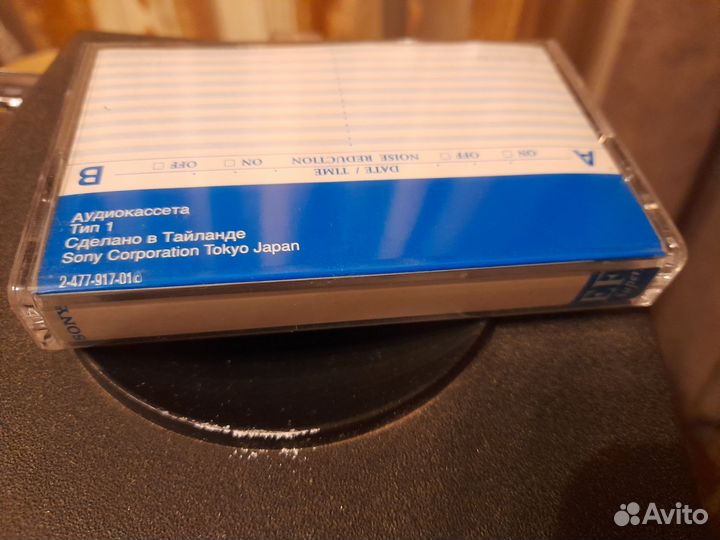 A ON OFF DATE / TIME NOISE REDUCTION ON OFF B
Аудиокассета
Тип 1
Сделано в Тайланде
Sony Corporation Tokyo Japan
2-477-917-01©
SONY
EF
Avito